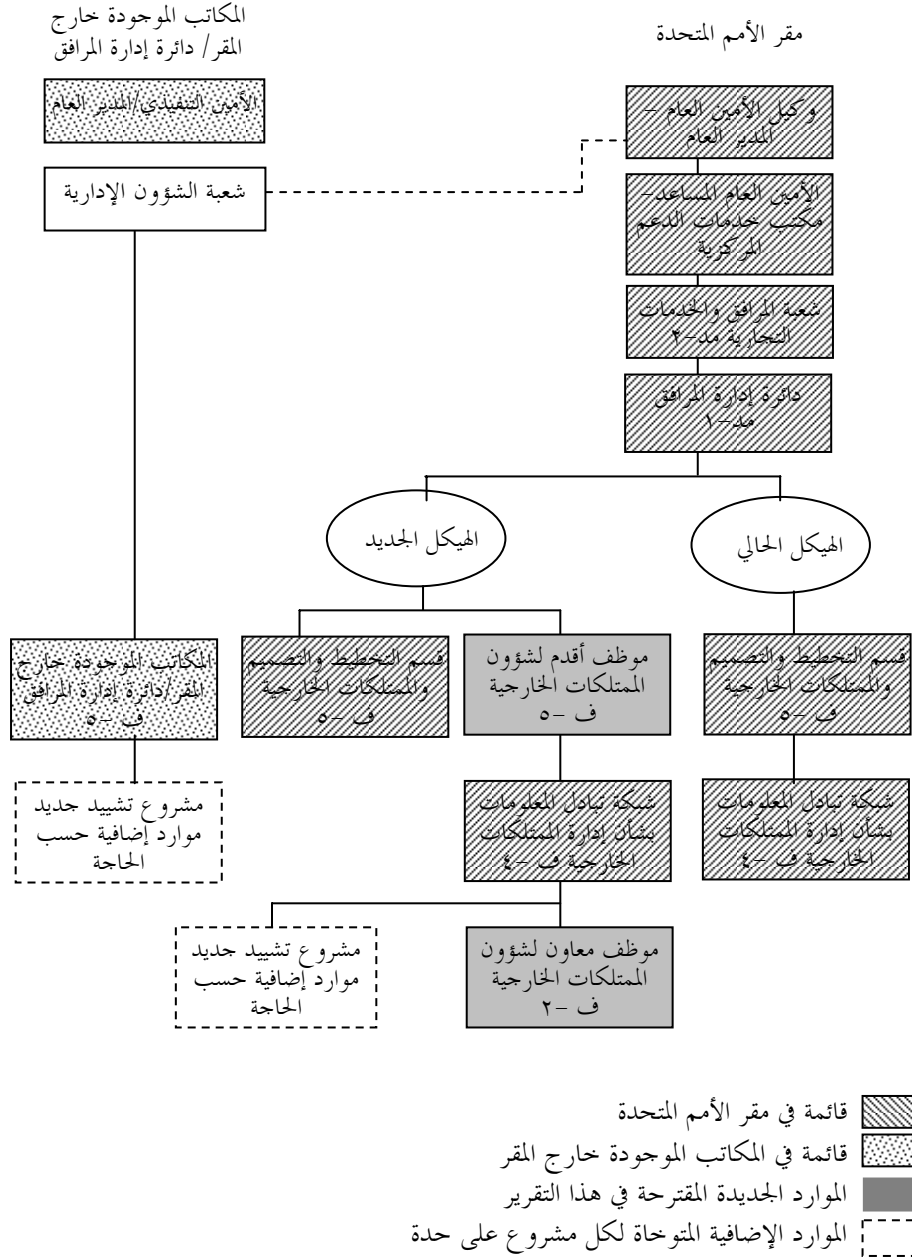 مقر الأمم المتحدة
وكيل الأمين العام –
المدير العام
الأمين العام المساعد-
مكتب خدمات الدعم
المركزية
شعبة المرافق والخدمات
التجارية مد-٢
دائرة إدارة المرافق
مد-١
المكاتب الموجودة خارج
المقر/ دائرة إدارة المرافق
الأمين التنفيذي/المدير العام
شعبة الشؤون الإدارية
الهيكل الحالي
الهيكل الجديد
قسم التخطيط والتصميم
والممتلكات الخارجية
ف -٥
موظف أقدم لشؤون
الممتلكات الخارجية
ف -٥
قسم التخطيط والتصميم
والممتلكات الخارجية
ف -٥
المكاتب الموجودة خارج
المقر/دائرة إدارة المرافق
ف -٥
شبكة تبادل المعلومات
بشأن إدارة الممتلكات
الخارجية ف -٤
شبكة تبادل المعلومات
بشأن إدارة الممتلكات
الخارجية ف -٤
مشروع تشييد جديد
موارد إضافية حسب
الحاجة
موظف معاون لشؤون
الممتلكات الخارجية
ف -٢
مشروع تشييد جديد
موارد إضافية حسب
الحاجة
قائمة في مقر الأمم المتحدة
قائمة في المكاتب الموجودة خارج المقر
الموارد الجديدة المقترحة في هذا التقرير
الموارد الإضافية المتوخاة لكل مشروع على حدة